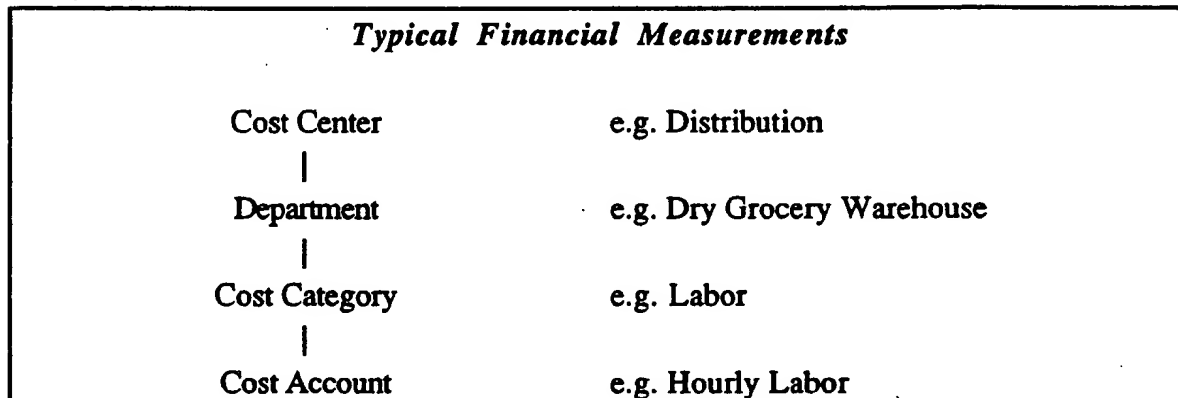 Typical Financial Measurements
Cost Center e.g. Distribution
Department e.g. Dry Grocery Warehouse
Cost Category e.g. Labor
Cost Account e.g. Hourly Labor